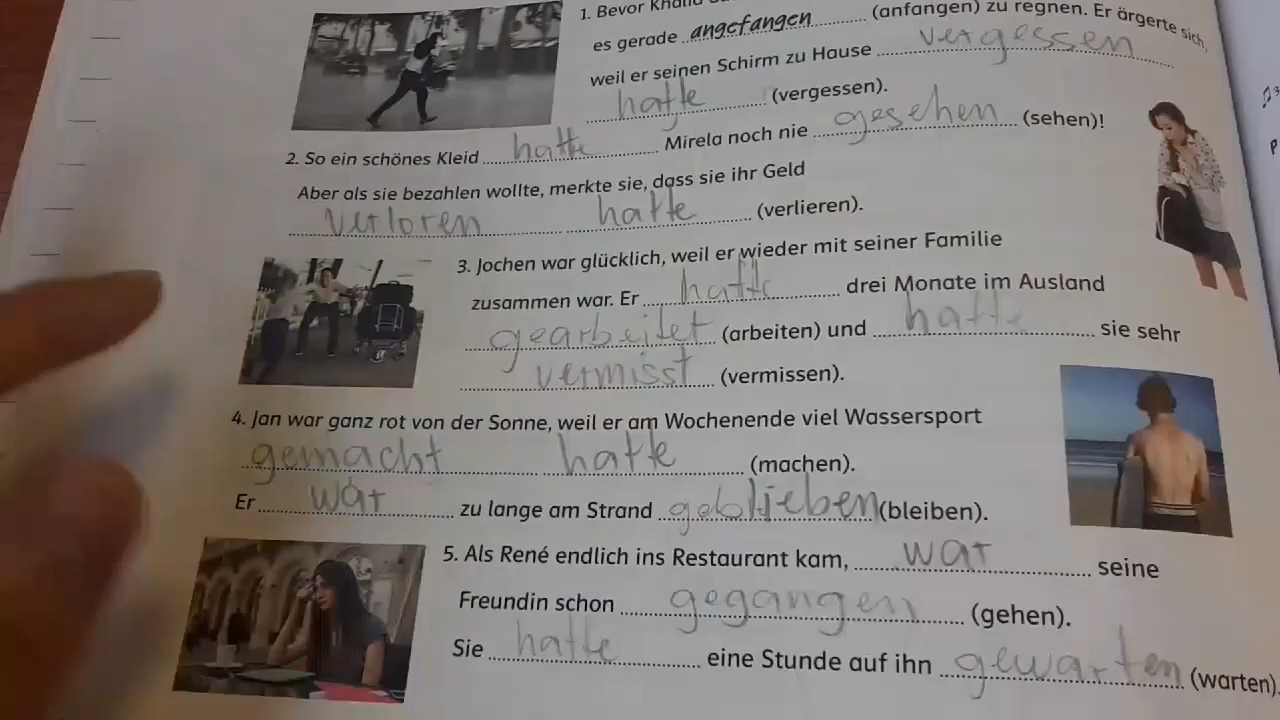 1. Bevor
es gerade angefangen (anfangen) zu regnen. Er ärgerte sich,
weil er seinen Schirm zu Hause vergessen
hatte (vergessen).
2. So ein schönes Kleid hatte Mirela noch nie gesehen (sehen)!
Aber als sie bezahlen wollte, merkte sie, dass sie ihr Geld
verloren hatte (verlieren).
3. Jochen war glücklich, weil er wieder mit seiner Familie
zusammen war. Er hatte drei Monate im Ausland
gearbeitet (arbeiten) und hatte sie sehr
vermisst (vermissen).
4. Jan war ganz rot von der Sonne, weil er am Wochenende viel Wassersport
gemacht hatte (machen).
Er war zu lange am Strand geblieben (bleiben).
5. Als René endlich ins Restaurant kam, war seine
Freundin schon gegangen (gehen).
Sie hatte eine Stunde auf ihn gewarten (warten).